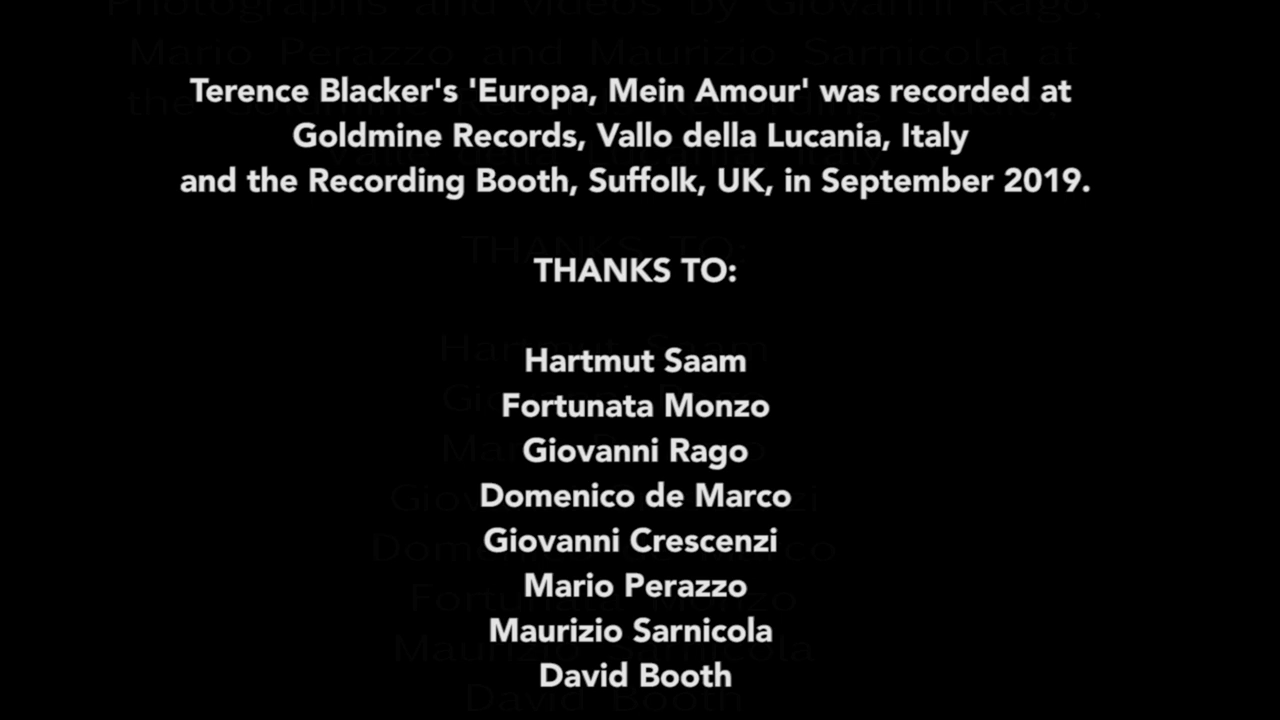 Terence Blacker's 'Europa, Mein Amour' was recorded at
Goldmine Records, Vallo della Lucania, Italy
and the Recording Booth, Suffolk, UK, in September 2019.
THANKS TO:
Hartmut Saam
Fortunata Monzo
Giovanni Rago
Domenico de Marco
Giovanni Crescenzi
Mario Perazzo
Maurizio Sarnicola
David Booth